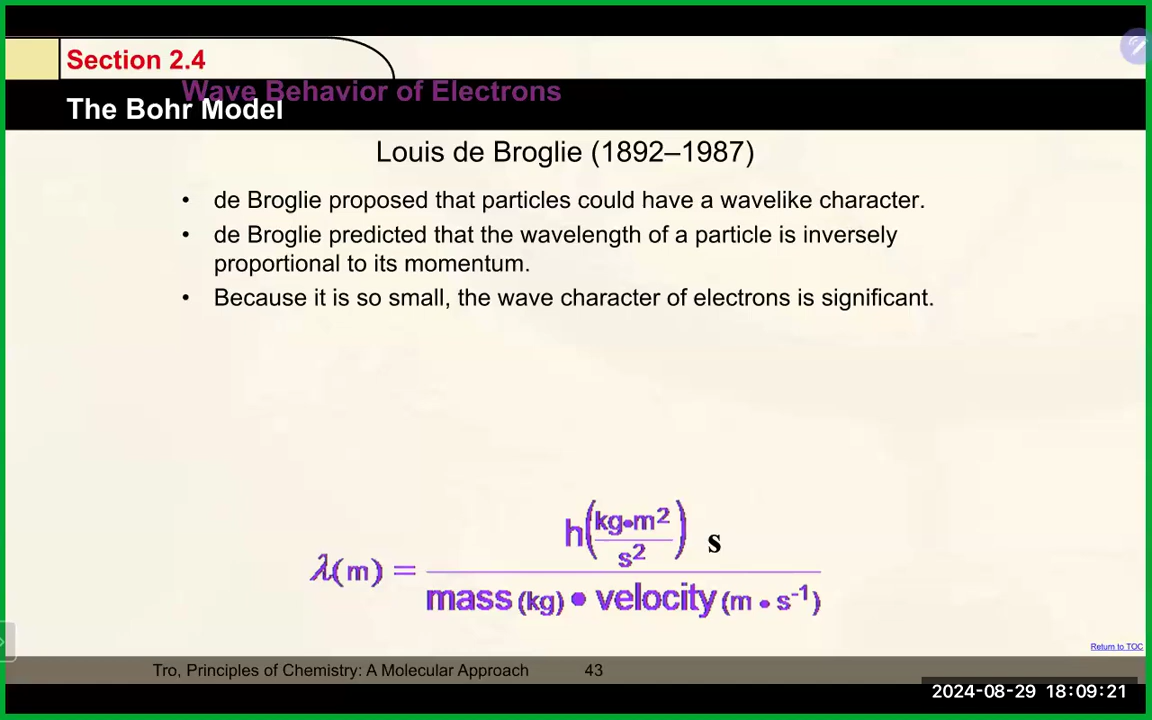 Section 2.4
Wave Behavior of Electrons
The Bohr Model
Louis de Broglie (1892–1987)
• de Broglie proposed that particles could have a wavelike character.
• de Broglie predicted that the wavelength of a particle is inversely
proportional to its momentum.
• Because it is so small, the wave character of electrons is significant.
λ(m) = h(kg•m²/s²) s / mass (kg) • velocity (m • s⁻¹)
Return to TOC
Tro, Principles of Chemistry: A Molecular Approach 43
2024-08-29 18:09:21